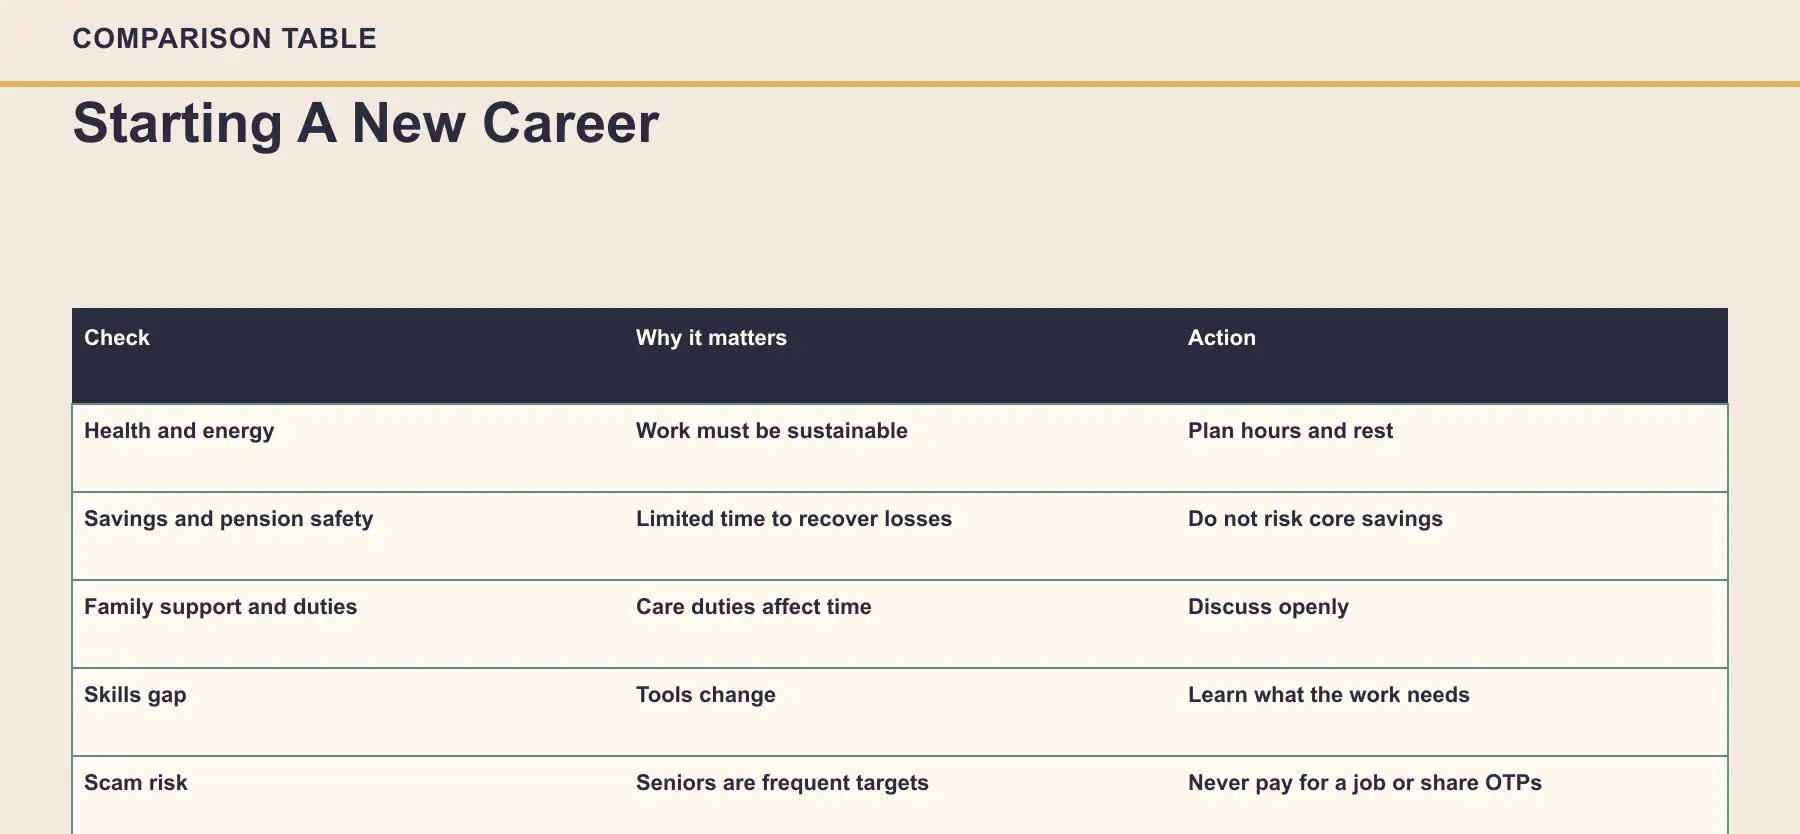 COMPARISON TABLE
Starting A New Career
Check Why it matters Action
Health and energy Work must be sustainable Plan hours and rest
Savings and pension safety Limited time to recover losses Do not risk core savings
Family support and duties Care duties affect time Discuss openly
Skills gap Tools change Learn what the work needs
Scam risk Seniors are frequent targets Never pay for a job or share OTPs